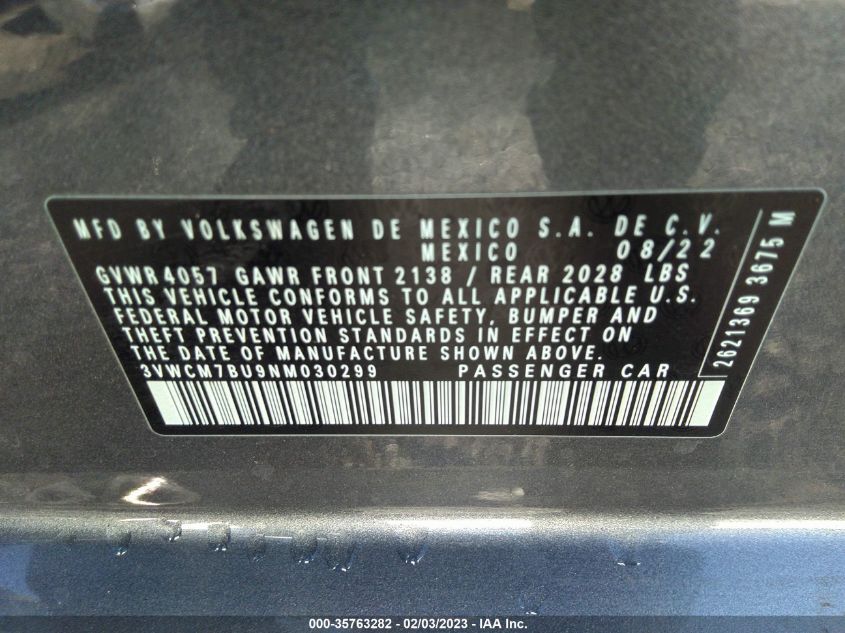 MFD BY VOLKSWAGEN DE MEXICO S.A. DE C.V.
MEXICO 08/22
GVWR4057 GAWR FRONT 2138 / REAR 2028 LBS
THIS VEHICLE CONFORMS TO ALL APPLICABLE U.S.
FEDERAL MOTOR VEHICLE SAFETY, BUMPER AND
THEFT PREVENTION STANDARDS IN EFFECT ON
THE DATE OF MANUFACTURE SHOWN ABOVE.
3VWCM7BU9NM030299 PASSENGER CAR
2621369 3675 M
000-35763282 - 02/03/2023 - © IAA Inc.